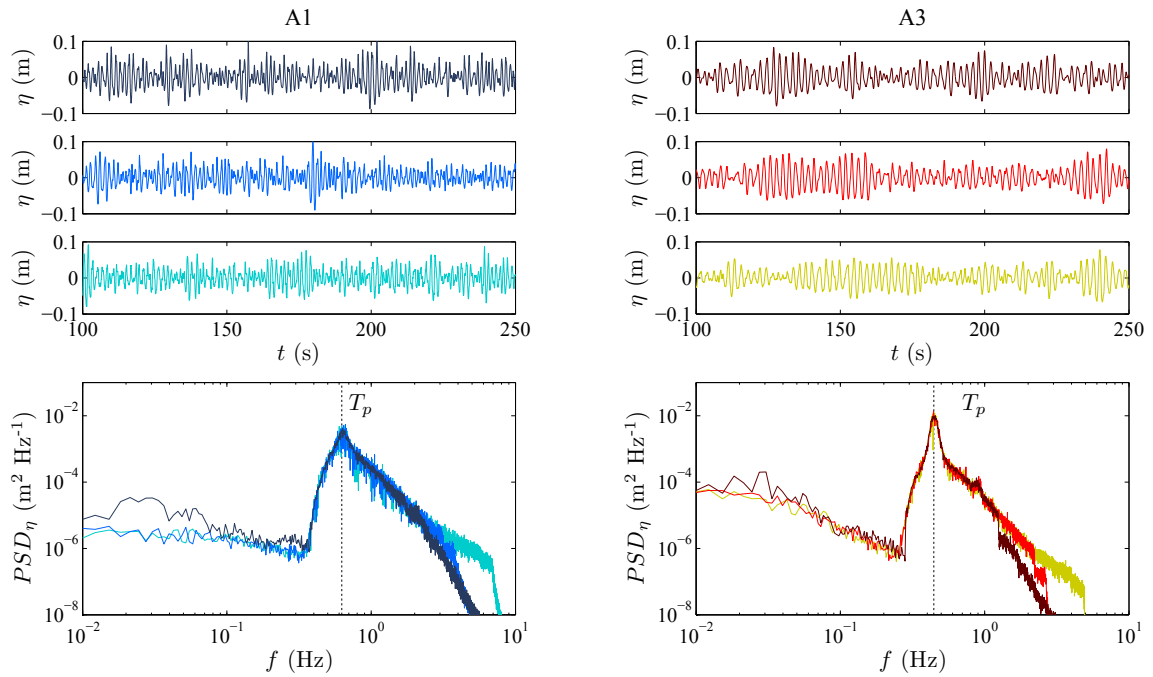 A1
A3
0.1
0
−0.1
η (m)
0.1
0
−0.1
η (m)
0.1
0
−0.1
η (m)
0.1
0
−0.1
η (m)
0.1
0
−0.1
η (m)
0.1
0
−0.1
η (m)
100 150 200 250
t (s)
100 150 200 250
t (s)
10⁻²
10⁻⁴
10⁻⁶
10⁻⁸
PSD_η (m² Hz⁻¹)
T_p
10⁻² 10⁻¹ 10⁰ 10¹
f (Hz)
10⁻²
10⁻⁴
10⁻⁶
10⁻⁸
PSD_η (m² Hz⁻¹)
T_p
10⁻² 10⁻¹ 10⁰ 10¹
f (Hz)